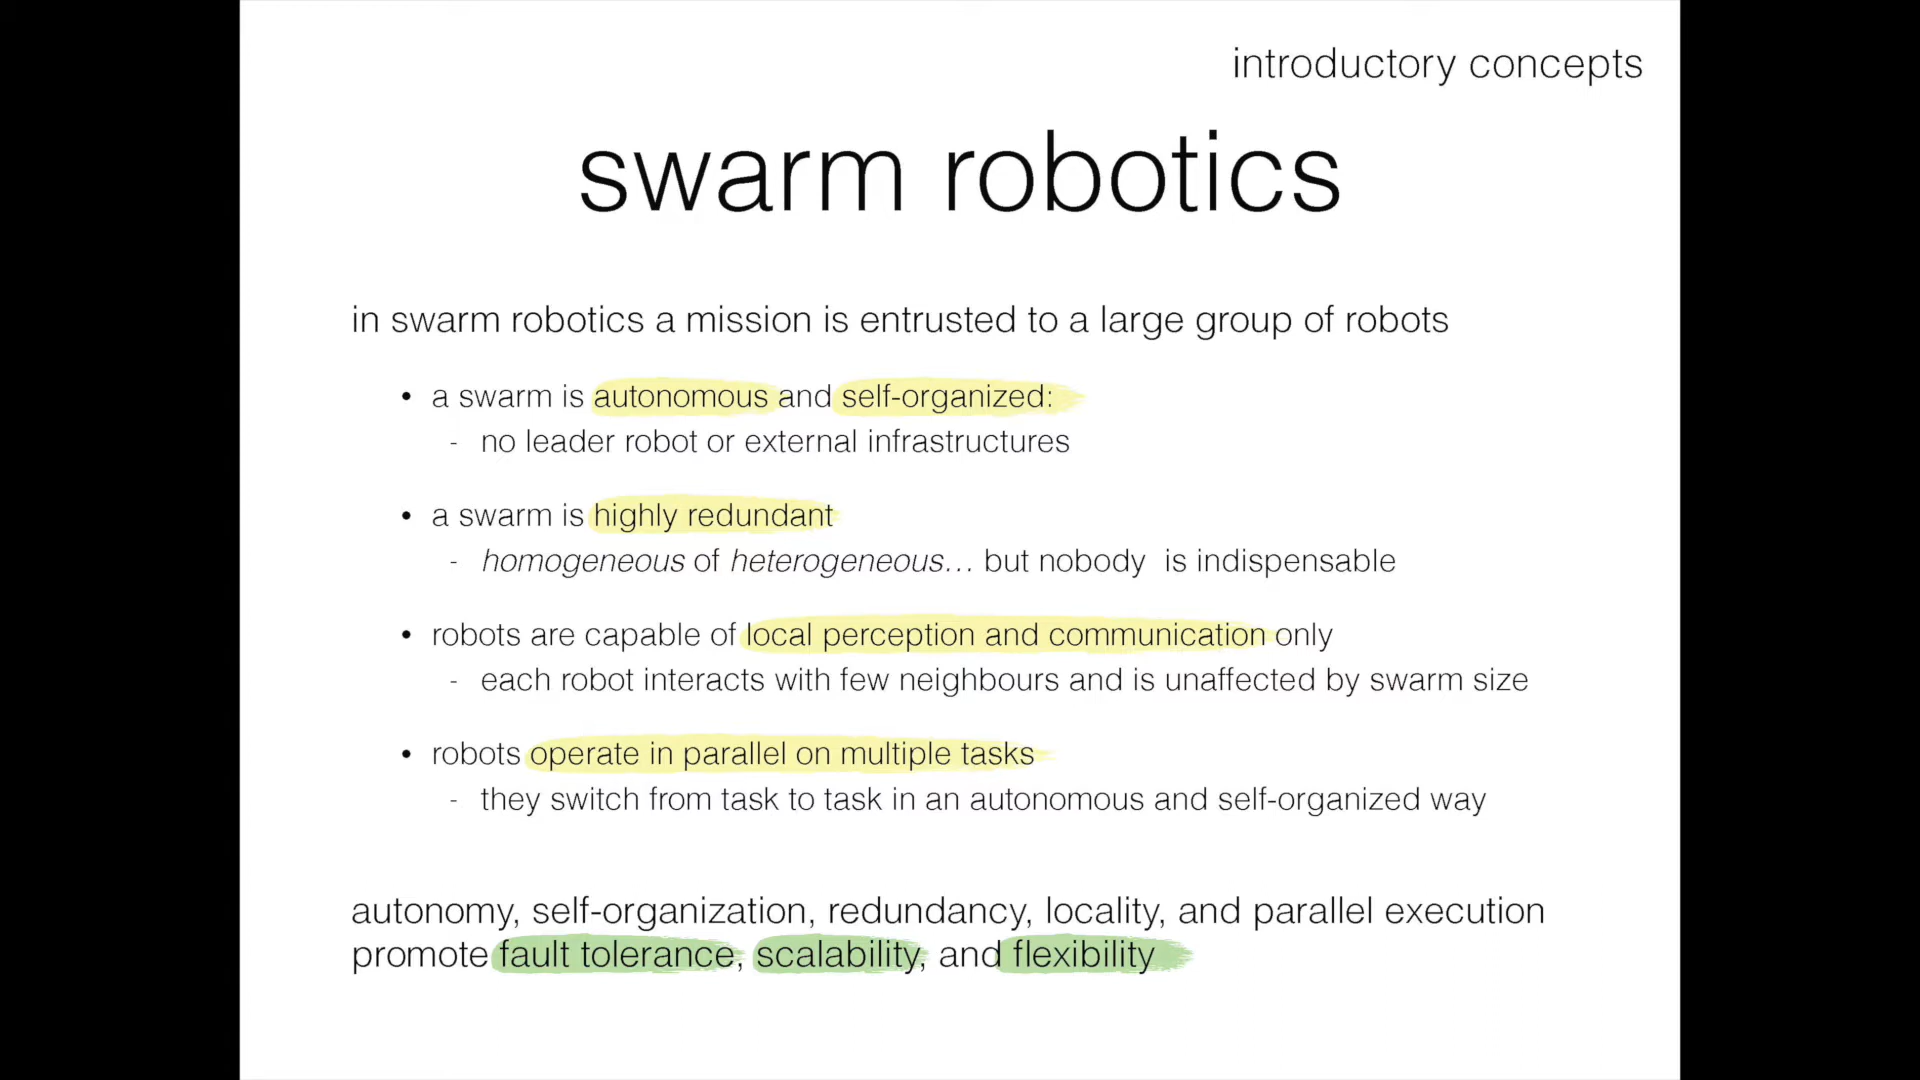 introductory concepts
swarm robotics
in swarm robotics a mission is entrusted to a large group of robots
• a swarm is autonomous and self-organized:
- no leader robot or external infrastructures
• a swarm is highly redundant
- homogeneous of heterogeneous... but nobody is indispensable
• robots are capable of local perception and communication only
- each robot interacts with few neighbours and is unaffected by swarm size
• robots operate in parallel on multiple tasks
- they switch from task to task in an autonomous and self-organized way
autonomy, self-organization, redundancy, locality, and parallel execution
promote fault tolerance, scalability, and flexibility